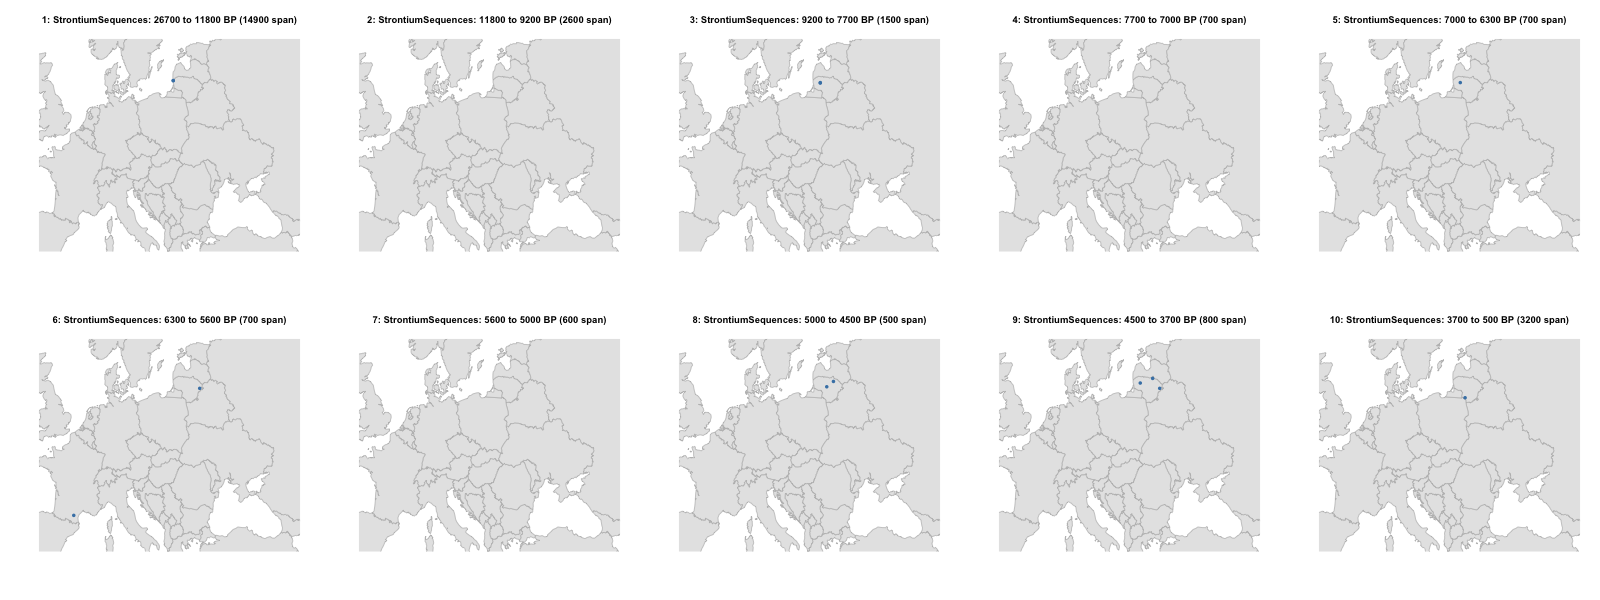 1: StrontiumSequences: 26700 to 11800 BP (14900 span)
2: StrontiumSequences: 11800 to 9200 BP (2600 span)
3: StrontiumSequences: 9200 to 7700 BP (1500 span)
4: StrontiumSequences: 7700 to 7000 BP (700 span)
5: StrontiumSequences: 7000 to 6300 BP (700 span)
6: StrontiumSequences: 6300 to 5600 BP (700 span)
7: StrontiumSequences: 5600 to 5000 BP (600 span)
8: StrontiumSequences: 5000 to 4500 BP (500 span)
9: StrontiumSequences: 4500 to 3700 BP (800 span)
10: StrontiumSequences: 3700 to 500 BP (3200 span)